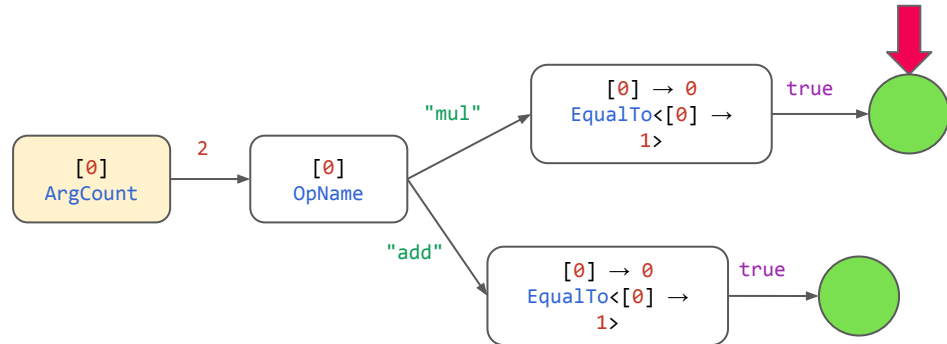 [0]
ArgCount
2
[0]
OpName
"mul"
[0] → 0
EqualTo<[0] →
1>
true
"add"
[0] → 0
EqualTo<[0] →
1>
true